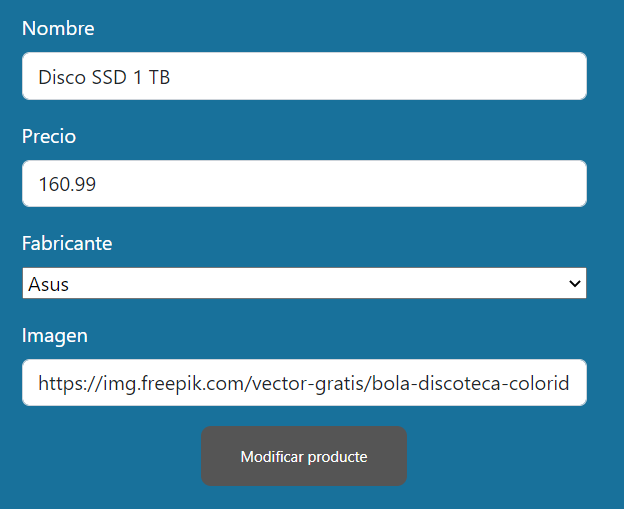 Nombre
Disco SSD 1 TB
Precio
160.99
Fabricante
Asus
Imagen
https://img.freepik.com/vector-gratis/bola-discoteca-colorid
Modificar producte